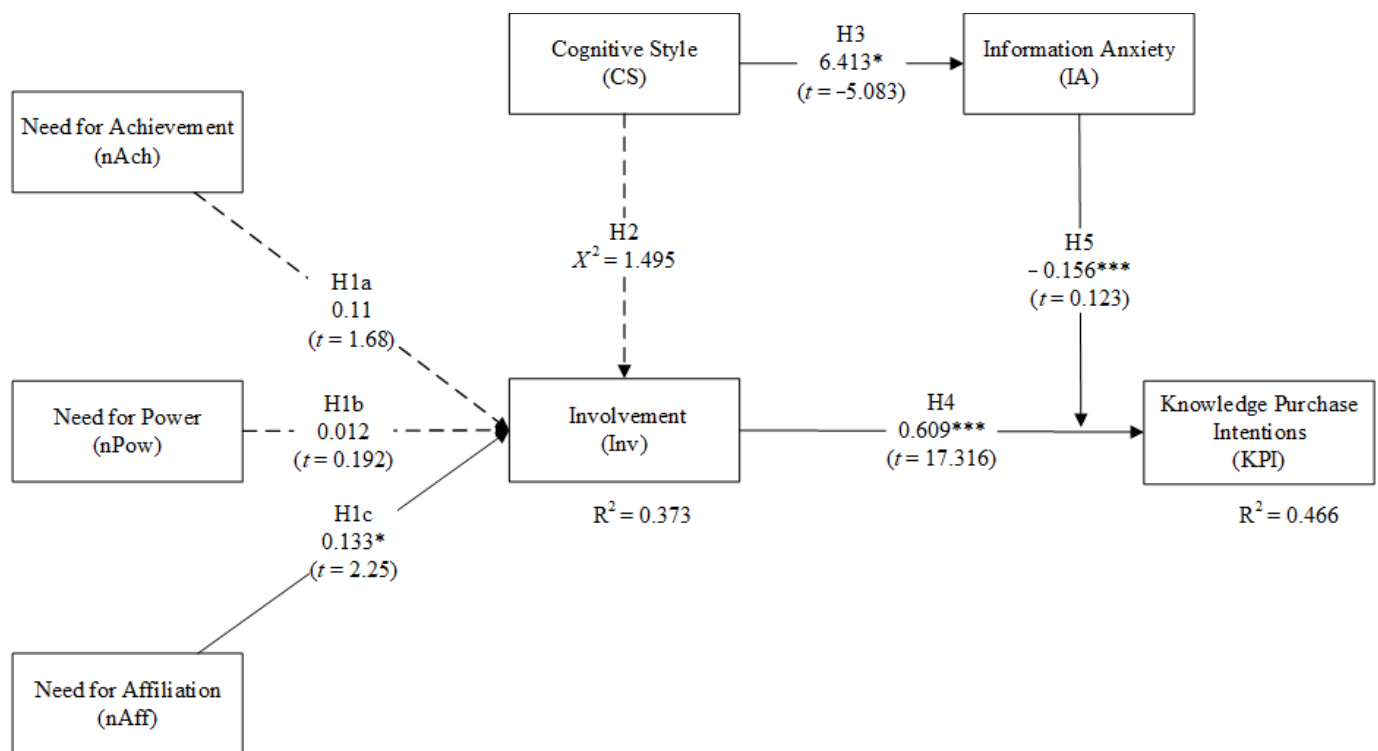 Cognitive Style
(CS)
H3
6.413*
(t = –5.083)
Information Anxiety
(IA)
Need for Achievement
(nAch)
H2
X² = 1.495
H5
– 0.156***
(t = 0.123)
H1a
0.11
(t = 1.68)
Need for Power
(nPow)
H1b
0.012
(t = 0.192)
Involvement
(Inv)
R² = 0.373
H4
0.609***
(t = 17.316)
Knowledge Purchase
Intentions
(KPI)
R² = 0.466
H1c
0.133*
(t = 2.25)
Need for Affiliation
(nAff)